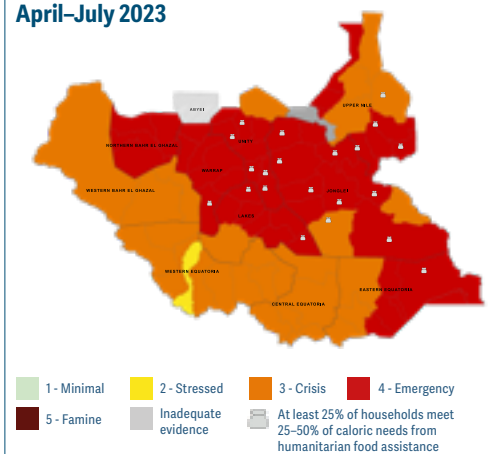 April–July 2023
ABYEI
UPPER NILE
UNITY
NORTHERN BAHR EL GHAZAL
WARRAP
WESTERN BAHR EL GHAZAL
JONGLEI
LAKES
WESTERN EQUATORIA
EASTERN EQUATORIA
CENTRAL EQUATORIA
1 - Minimal
2 - Stressed
3 - Crisis
4 - Emergency
5 - Famine
Inadequate
evidence
At least 25% of households meet
25–50% of caloric needs from
humanitarian food assistance